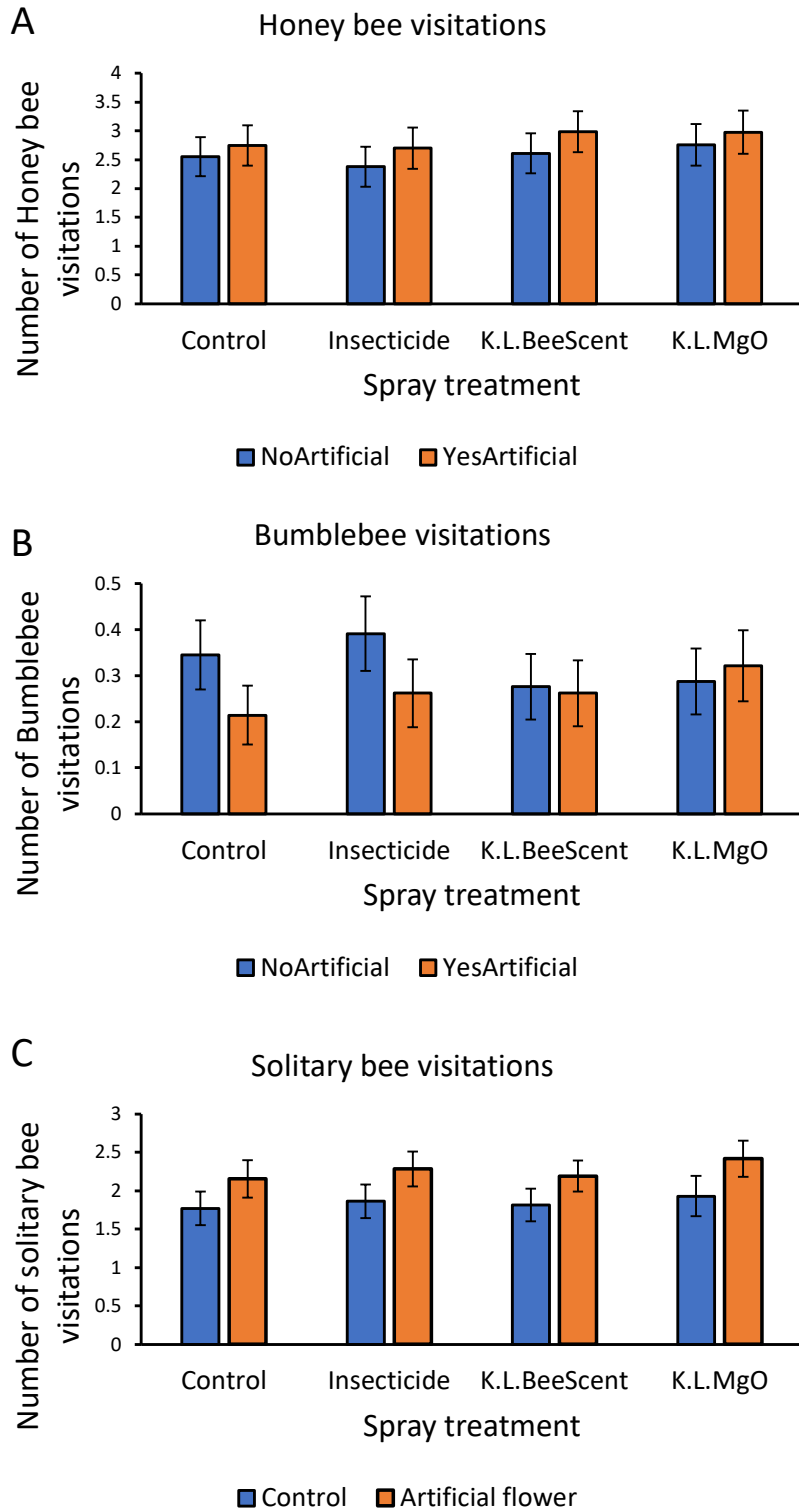 A
Honey bee visitations
Number of Honey bee
visitations
4
3.5
3
2.5
2
1.5
1
0.5
0
Control Insecticide K.L.BeeScent K.L.MgO
Spray treatment
NoArtificial YesArtificial
B
Bumblebee visitations
Number of Bumblebee
visitations
0.5
0.4
0.3
0.2
0.1
0
Control Insecticide K.L.BeeScent K.L.MgO
Spray treatment
NoArtificial YesArtificial
C
Solitary bee visitations
Number of solitary bee
visitations
3
2.5
2
1.5
1
0.5
0
Control Insecticide K.L.BeeScent K.L.MgO
Spray treatment
Control Artificial flower